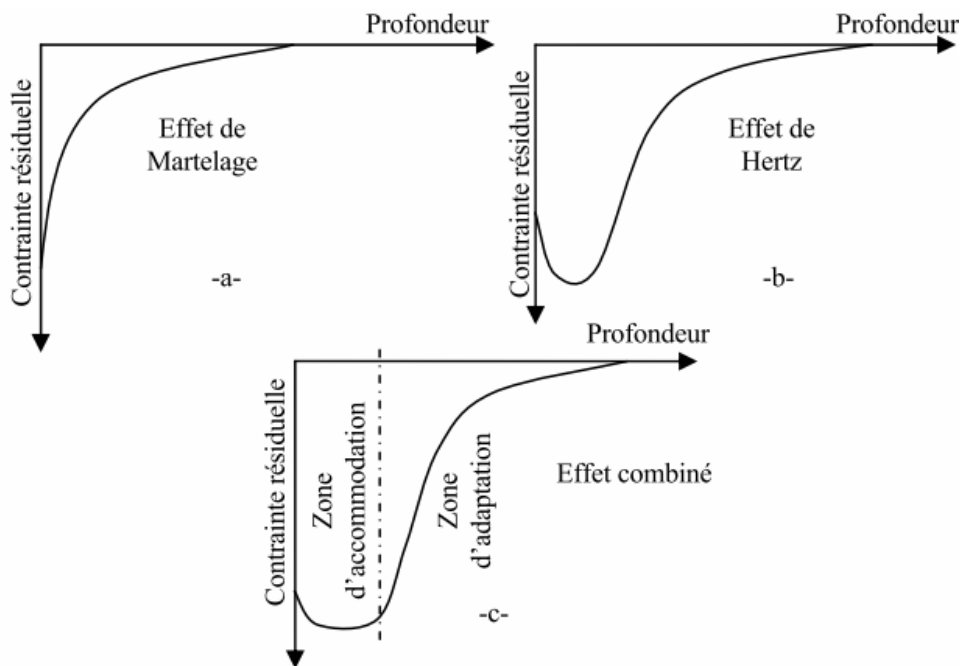 Profondeur
Contrainte résiduelle
Effet de
Martelage
-a-
Profondeur
Contrainte résiduelle
Effet de
Hertz
-b-
Profondeur
Contrainte résiduelle
Zone
d’accommodation
Zone
d’adaptation
Effet combiné
-c-